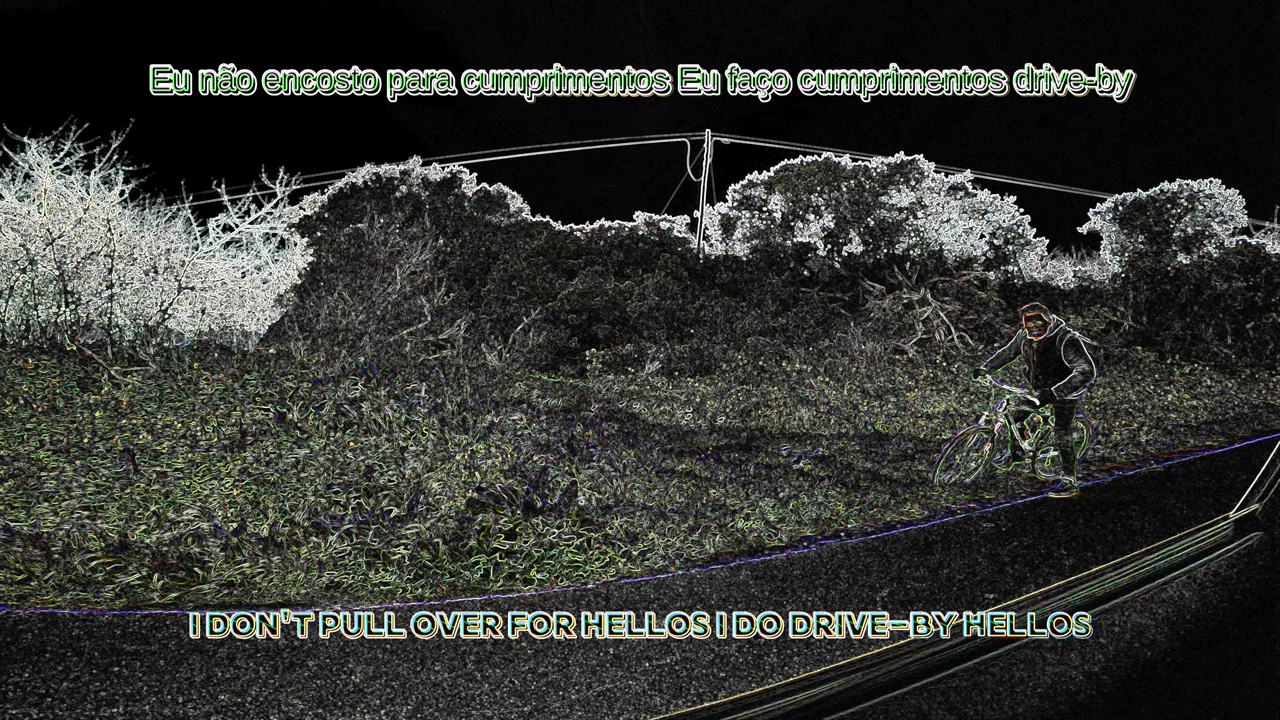 Eu não encosto para cumprimentos Eu faço cumprimentos drive-by
I DON'T PULL OVER FOR HELLOS I DO DRIVE-BY HELLOS